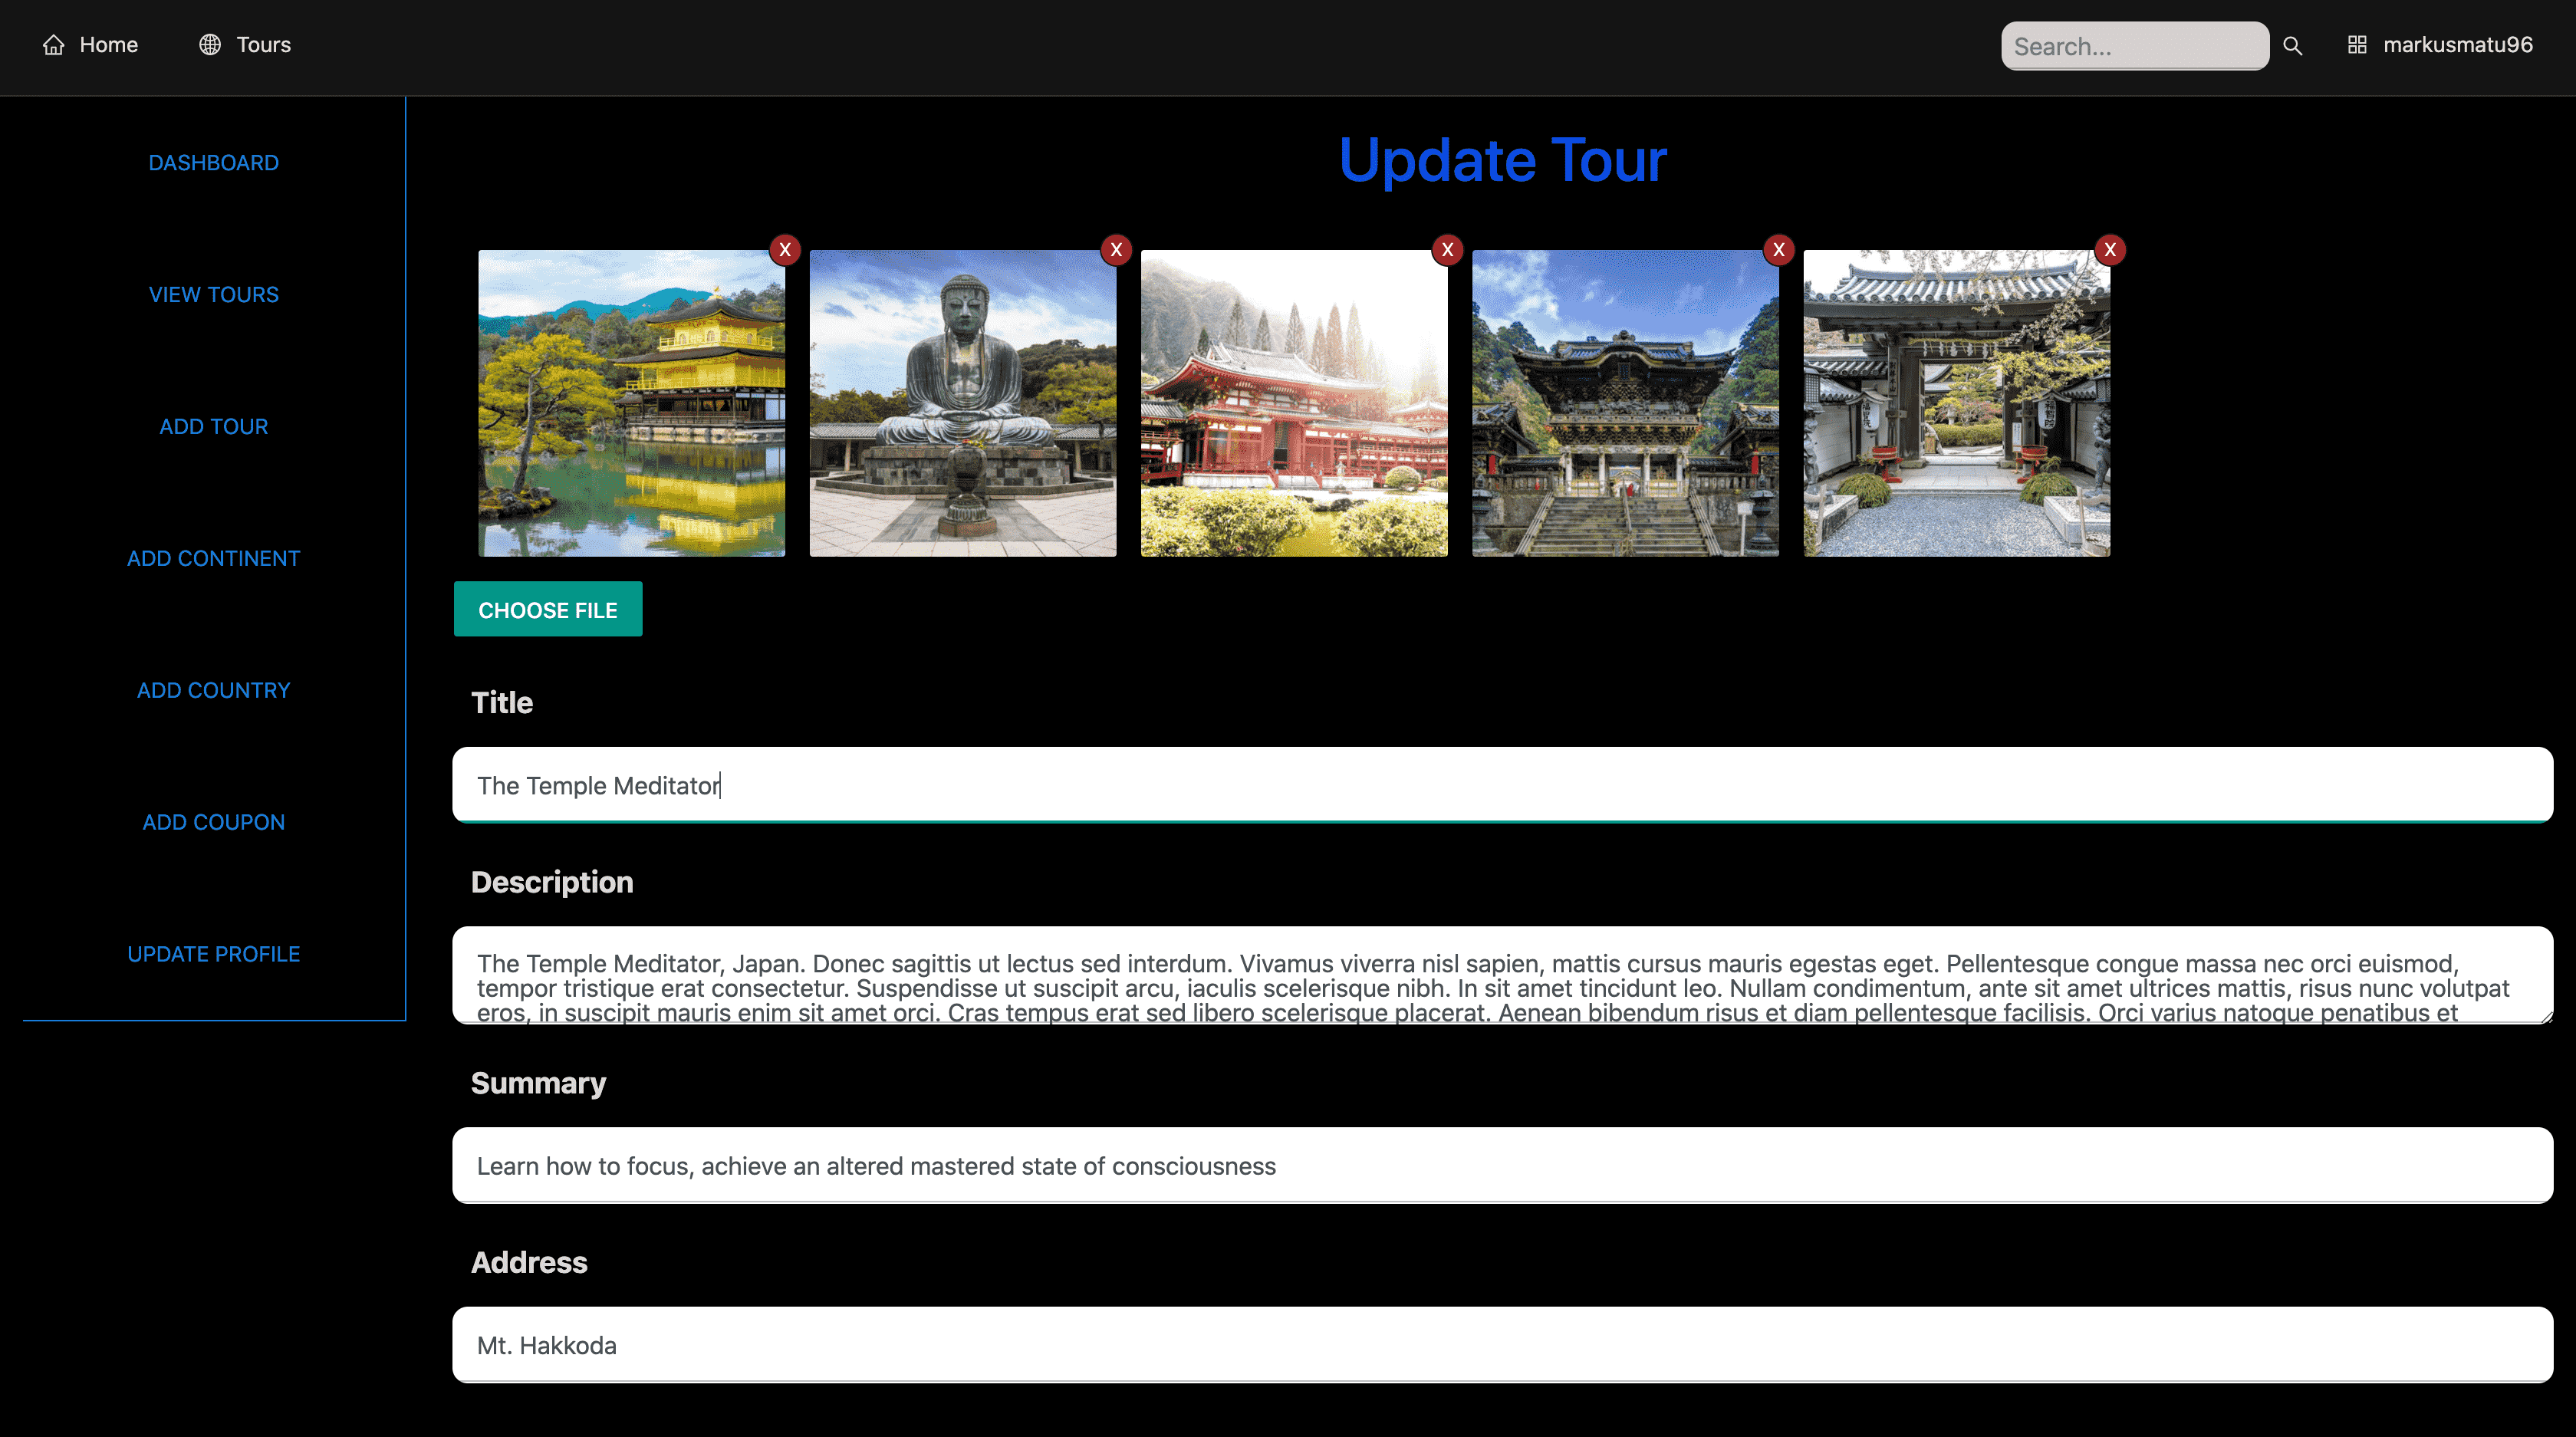 Home
Tours
Search...
markusmatu96
DASHBOARD
VIEW TOURS
ADD TOUR
ADD CONTINENT
ADD COUNTRY
ADD COUPON
UPDATE PROFILE
Update Tour
X
X
X
X
X
CHOOSE FILE
Title
The Temple Meditator
Description
The Temple Meditator, Japan. Donec sagittis ut lectus sed interdum. Vivamus viverra nisl sapien, mattis cursus mauris egestas eget. Pellentesque congue massa nec orci euismod,
tempor tristique erat consectetur. Suspendisse ut suscipit arcu, iaculis scelerisque nibh. In sit amet tincidunt leo. Nullam condimentum, ante sit amet ultrices mattis, risus nunc volutpat
eros, in suscipit mauris enim sit amet orci. Cras tempus erat sed libero scelerisque placerat. Aenean bibendum risus et diam pellentesque facilisis. Orci varius natoque penatibus et
Summary
Learn how to focus, achieve an altered mastered state of consciousness
Address
Mt. Hakkoda